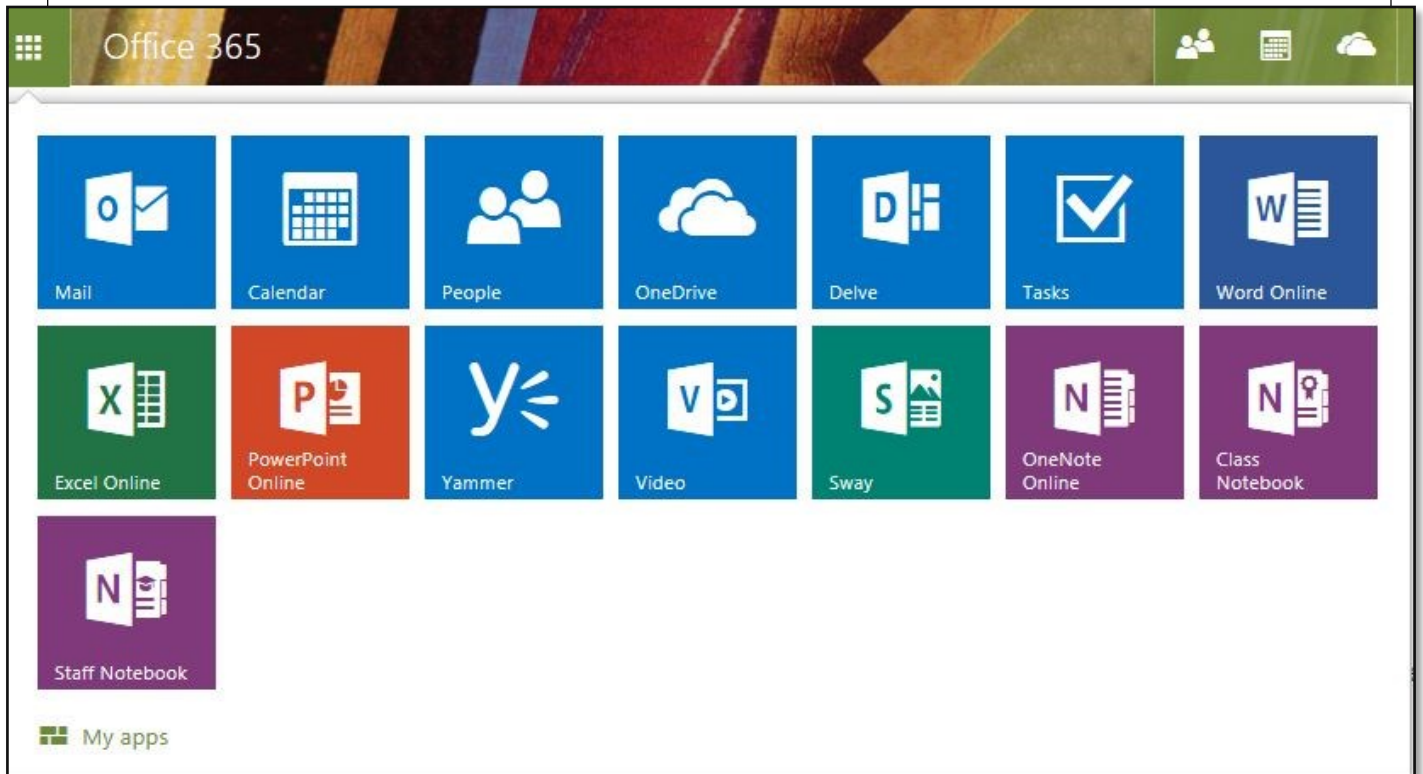 Office 365
Mail
Calendar
People
OneDrive
Delve
Tasks
Word Online
Excel Online
PowerPoint
Online
Yammer
Video
Sway
OneNote
Online
Class
Notebook
Staff Notebook
My apps